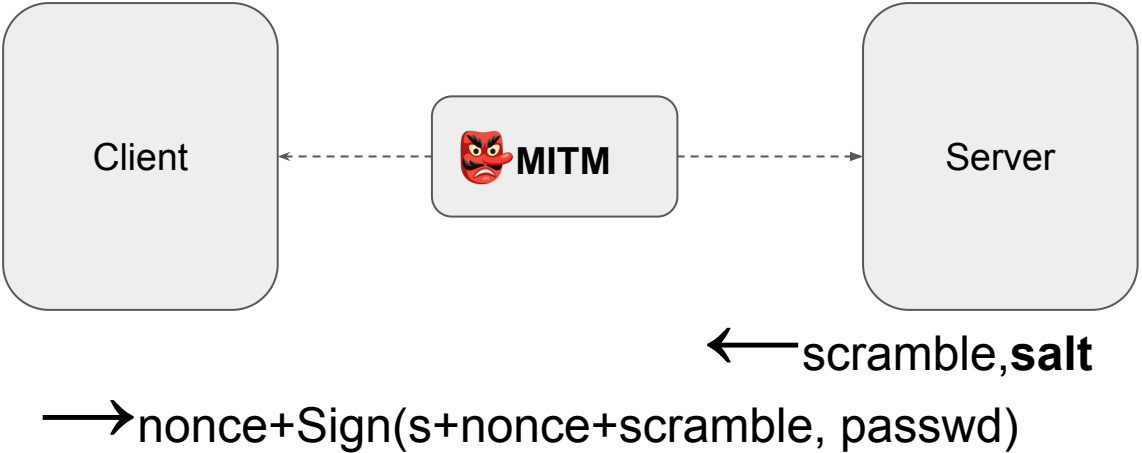 Client
MITM
Server
←scramble,salt
→nonce+Sign(s+nonce+scramble, passwd)